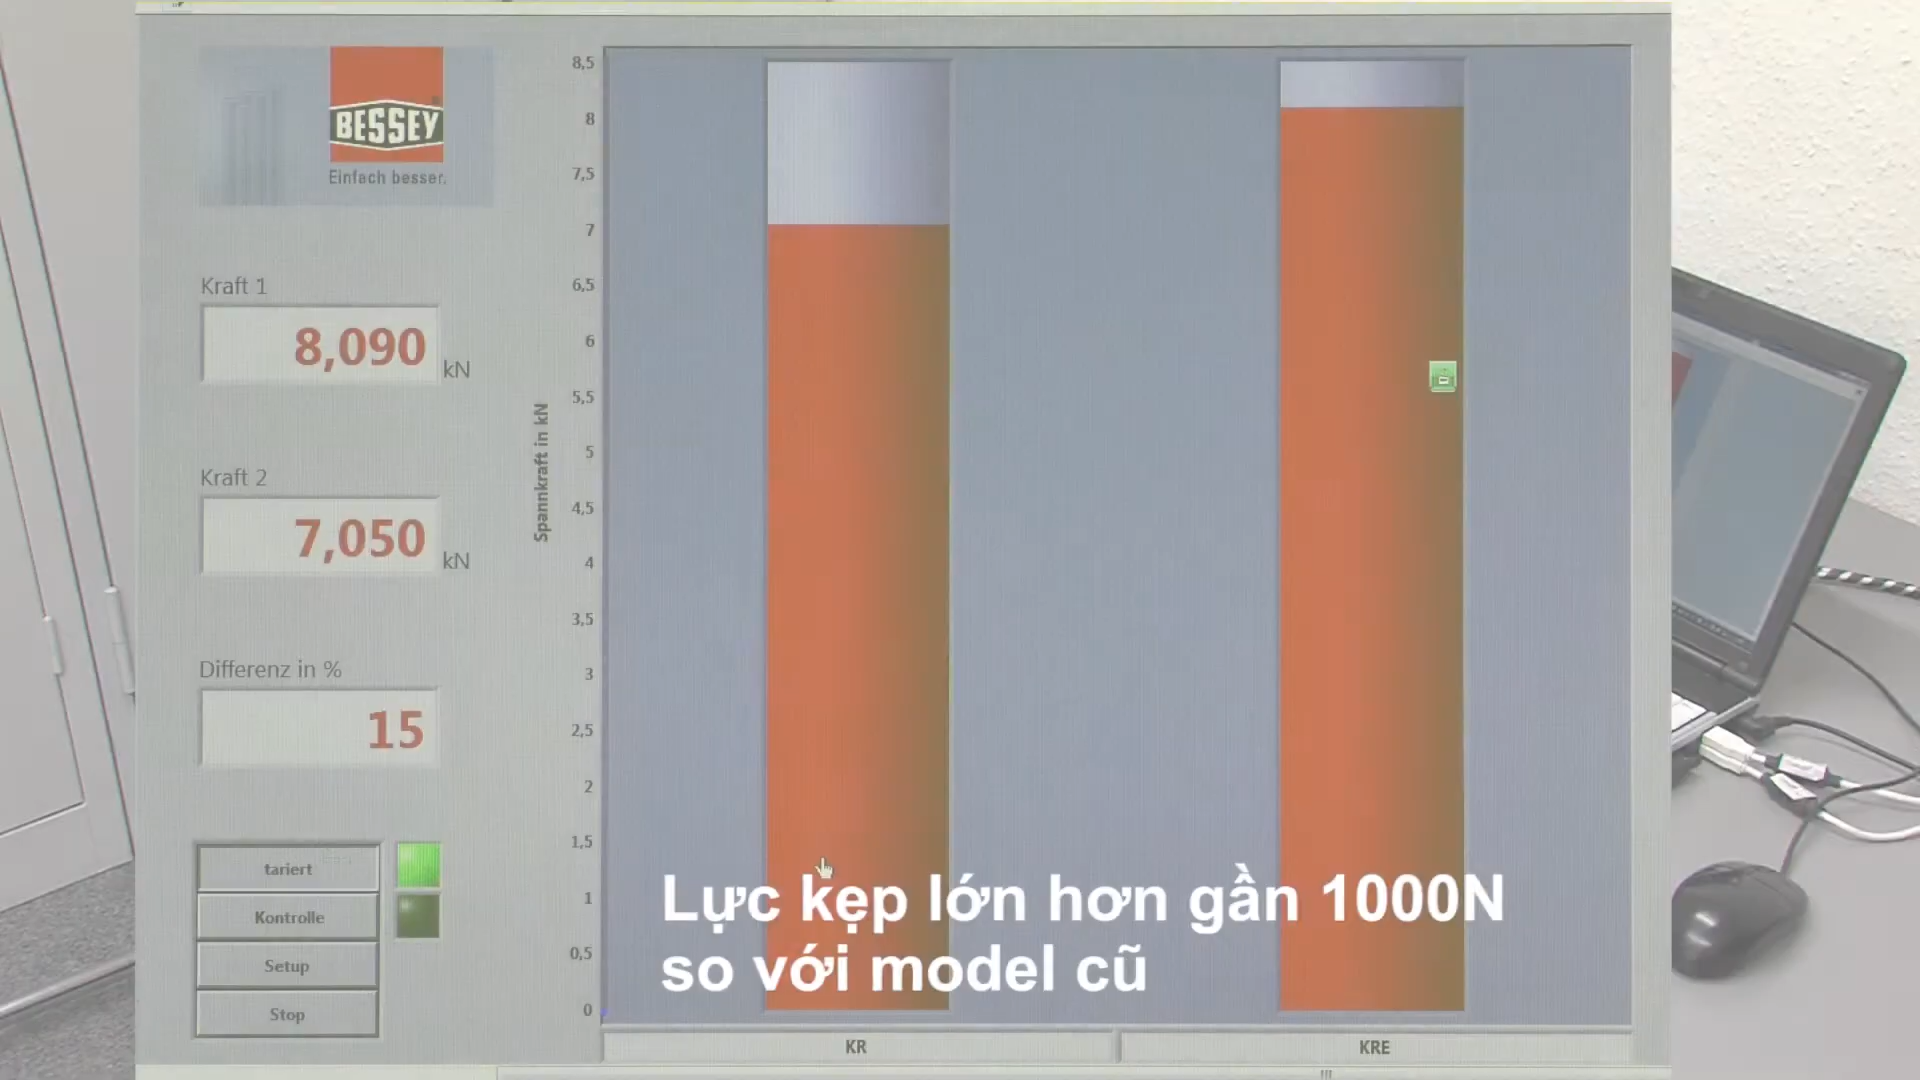 BESSEY
Einfach besser.
Kraft 1
8,090 kN
Kraft 2
7,050 kN
Differenz in %
15
tariert
Kontrolle
Setup
Stop
Spannkraft in kN
8,5
8
7,5
7
6,5
6
5,5
5
4,5
4
3,5
3
2,5
2
1,5
1
0,5
0
KR
KRE
Lực kẹp lớn hơn gần 1000N
so với model cũ